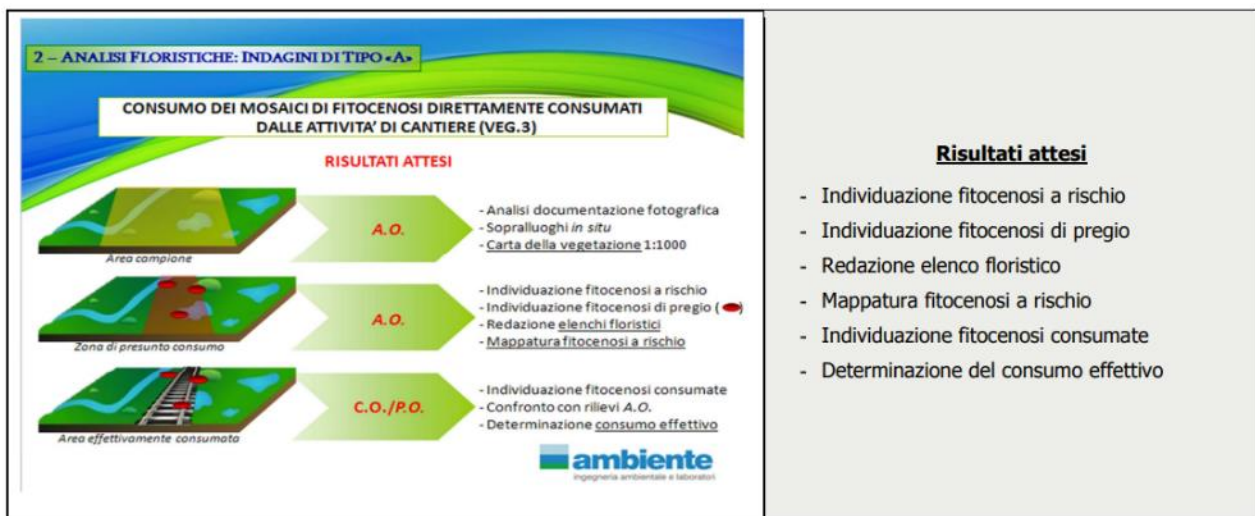 2 – ANALISI FLORISTICHE: INDAGINI DI TIPO «A»
CONSUMO DEI MOSAICI DI FITOCENOSI DIRETTAMENTE CONSUMATI
DALLE ATTIVITA’ DI CANTIERE (VEG.3)
RISULTATI ATTESI
Area campione
A.O.
- Analisi documentazione fotografica
- Sopralluoghi in situ
- Carta della vegetazione 1:1000
Zona di presunto consumo
A.O.
- Individuazione fitocenosi a rischio
- Individuazione fitocenosi di pregio ( )
- Redazione elenchi floristici
- Mappatura fitocenosi a rischio
Area effettivamente consumata
C.O./P.O.
- Individuazione fitocenosi consumate
- Confronto con rilievi A.O.
- Determinazione consumo effettivo
ambiente
ingegneria ambientale e laboratori
Risultati attesi
- Individuazione fitocenosi a rischio
- Individuazione fitocenosi di pregio
- Redazione elenco floristico
- Mappatura fitocenosi a rischio
- Individuazione fitocenosi consumate
- Determinazione del consumo effettivo